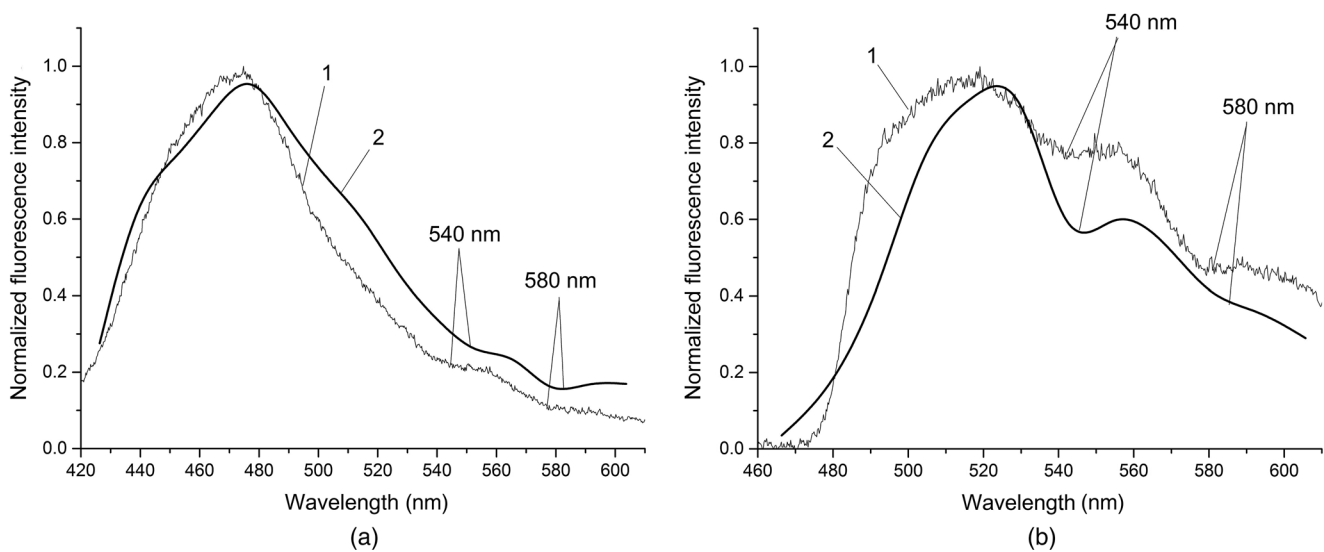 540 nm
1.0
1
2
0.8
0.6
540 nm
580 nm
0.4
0.2
0.0
420 440 460 480 500 520 540 560 580 600
Normalized fluorescence intensity
Wavelength (nm)
(a)
1.0
1
580 nm
0.8
2
0.6
0.4
0.2
0.0
460 480 500 520 540 560 580 600
Normalized fluorescence intensity
Wavelength (nm)
(b)